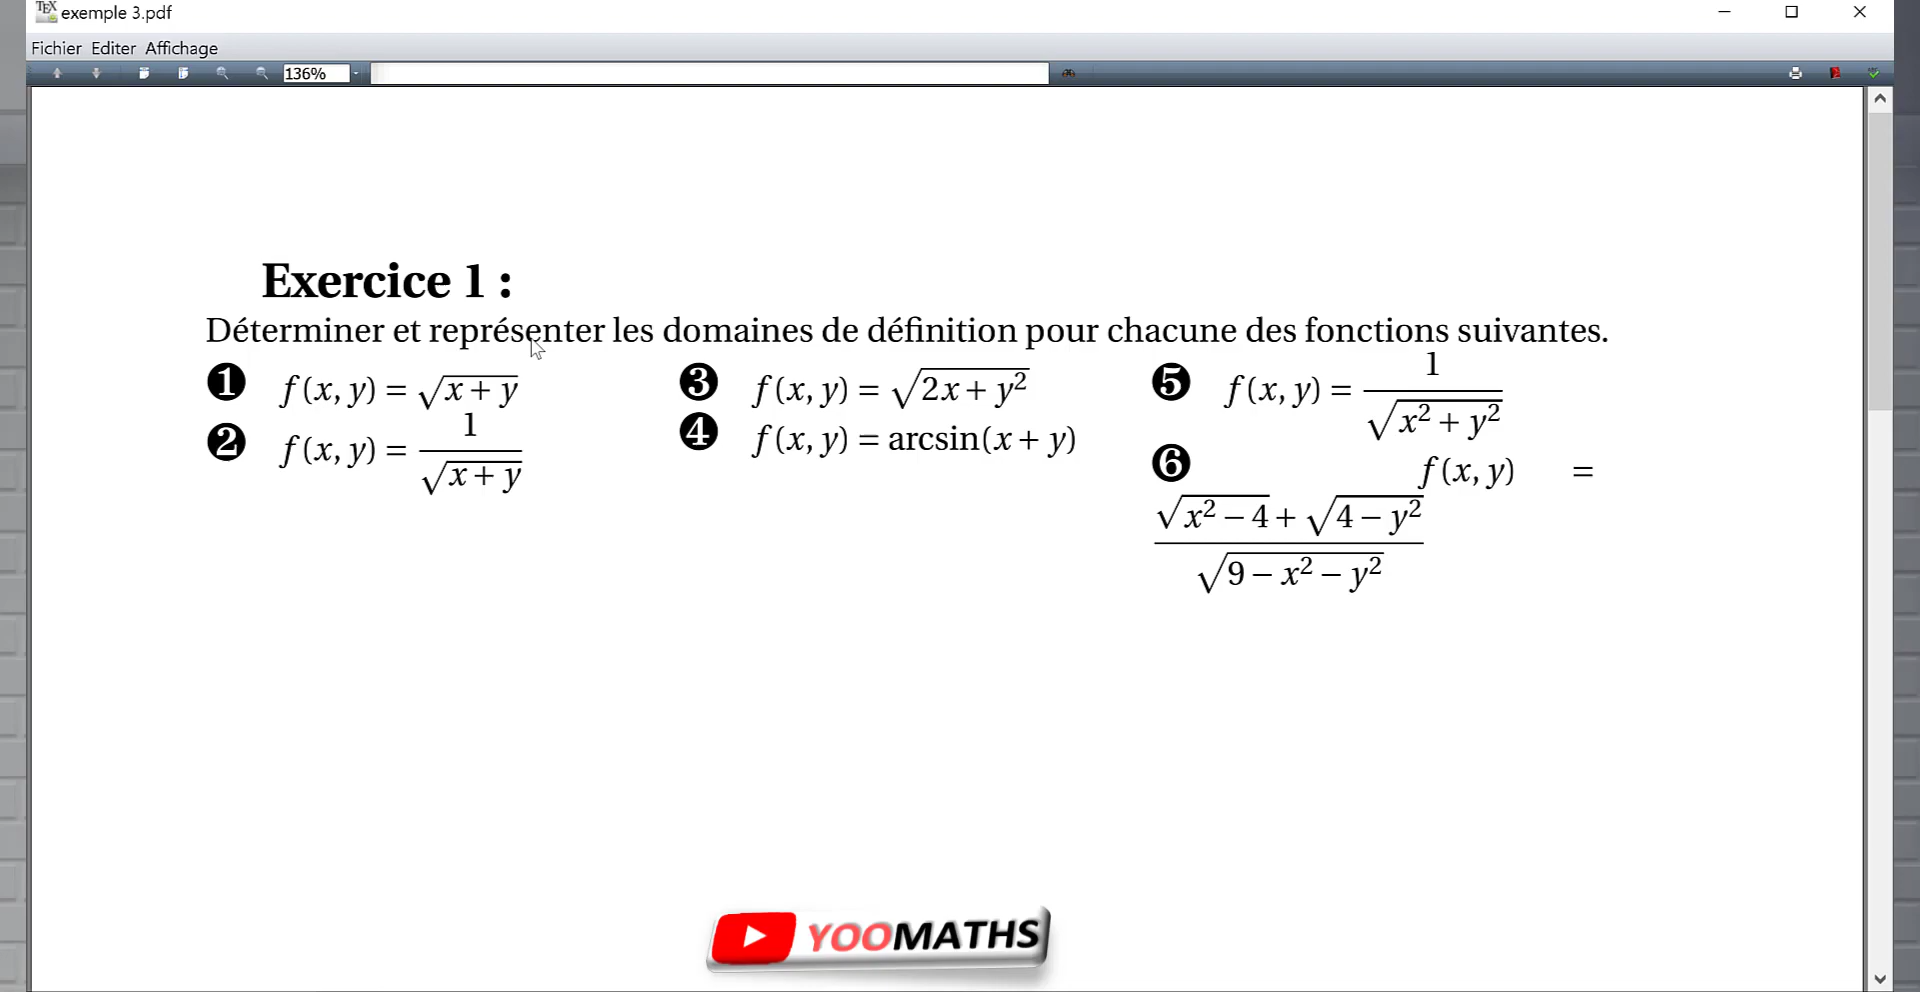 exemple 3.pdf
Fichier Editer Affichage
136%
Exercice 1 :
Déterminer et représenter les domaines de définition pour chacune des fonctions suivantes.
❶ f(x, y) = √(x + y)
❷ f(x, y) = 1/√(x + y)
❸ f(x, y) = √(2x + y²)
❹ f(x, y) = arcsin(x + y)
❺ f(x, y) = 1/√(x² + y²)
❻ f(x, y) =
(√(x² − 4) + √(4 − y²))/√(9 − x² − y²)
YOOMATHS